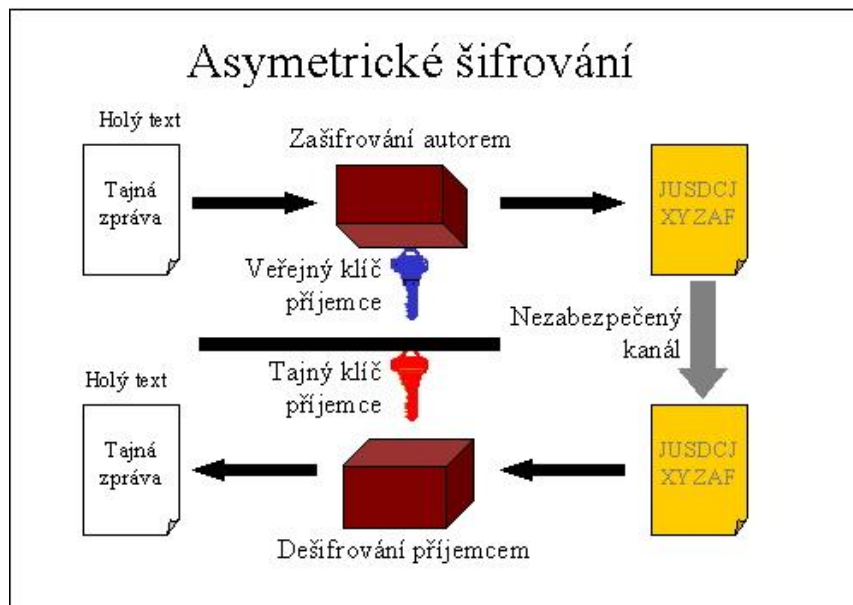 Asymetrické šifrování
Holý text
Zašifrování autorem
Tajná
zpráva
JUSDCJ
XYZAF
Veřejný klíč
příjemce
Nezabezpečený
kanál
Holý text
Tajný klíč
příjemce
Tajná
zpráva
JUSDCJ
XYZAF
Dešifrování příjemcem